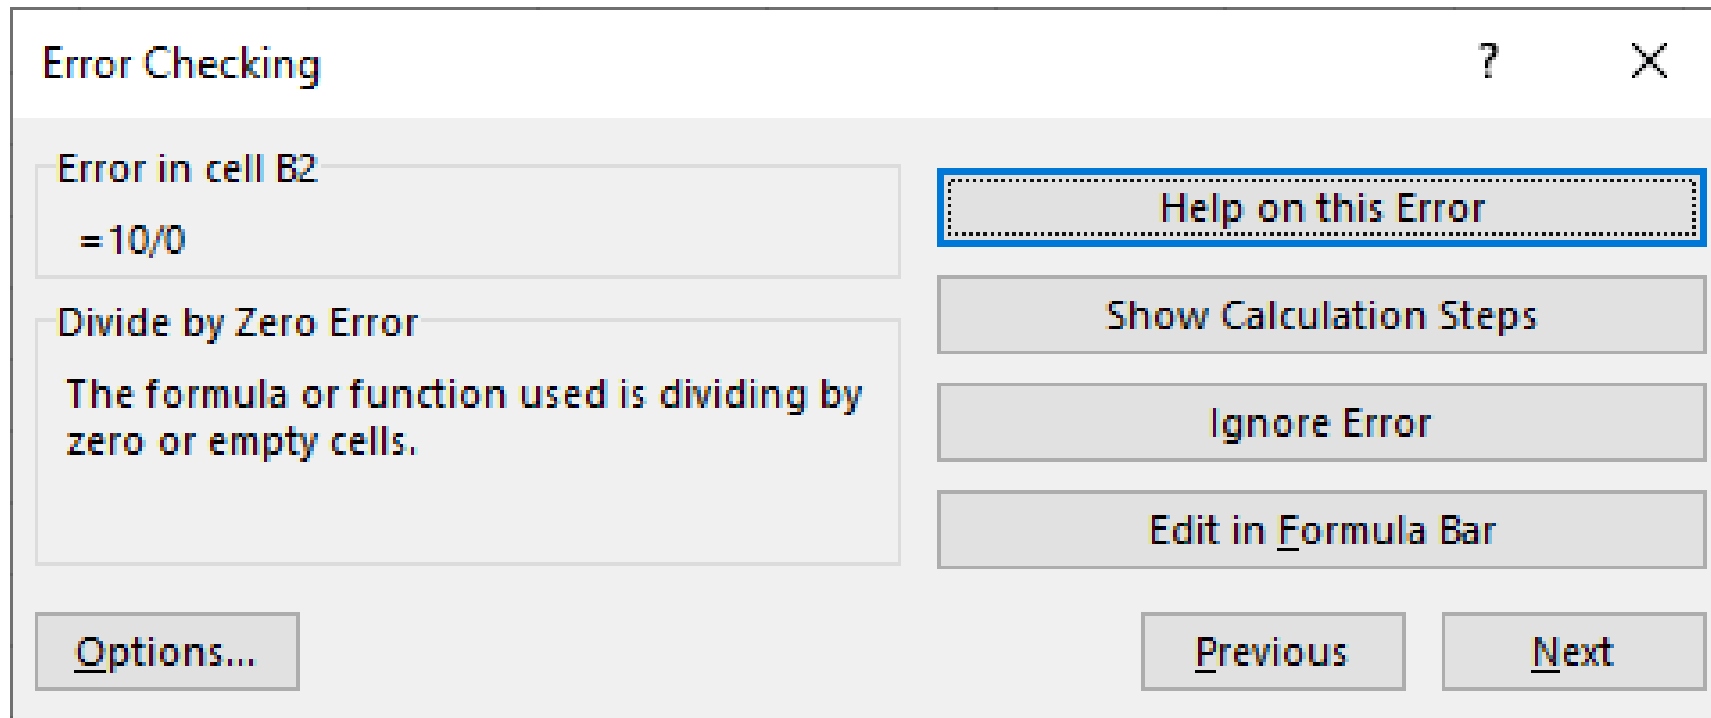 Error Checking
?
Error in cell B2
=10/0
Divide by Zero Error
The formula or function used is dividing by
zero or empty cells.
Help on this Error
Show Calculation Steps
Ignore Error
Edit in Formula Bar
Options...
Previous
Next